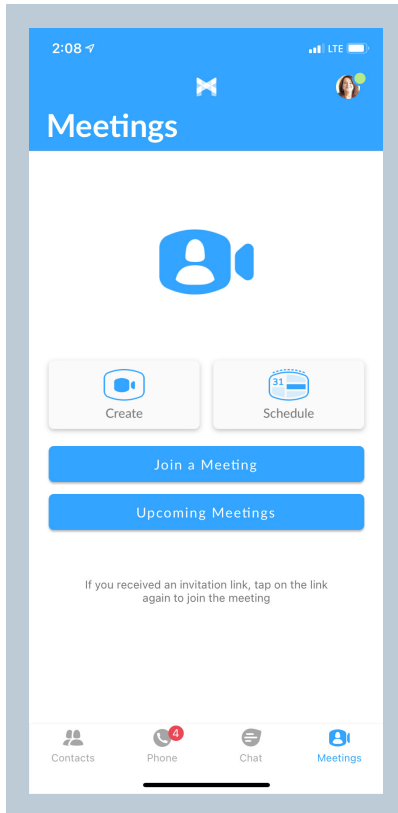 2:08
LTE
Meetings
31
Create
Schedule
Join a Meeting
Upcoming Meetings
If you received an invitation link, tap on the link
again to join the meeting
4
Contacts
Phone
Chat
Meetings